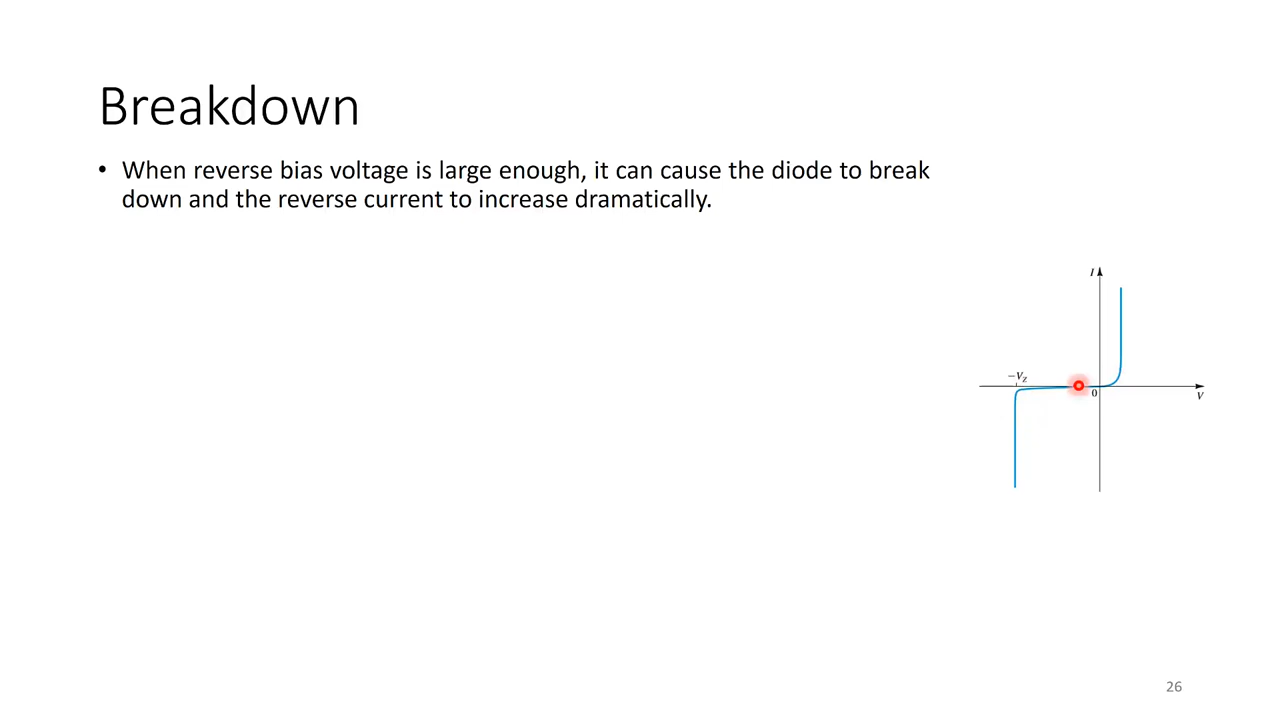 Breakdown
• When reverse bias voltage is large enough, it can cause the diode to break
down and the reverse current to increase dramatically.
I
−V_Z
0
V
26